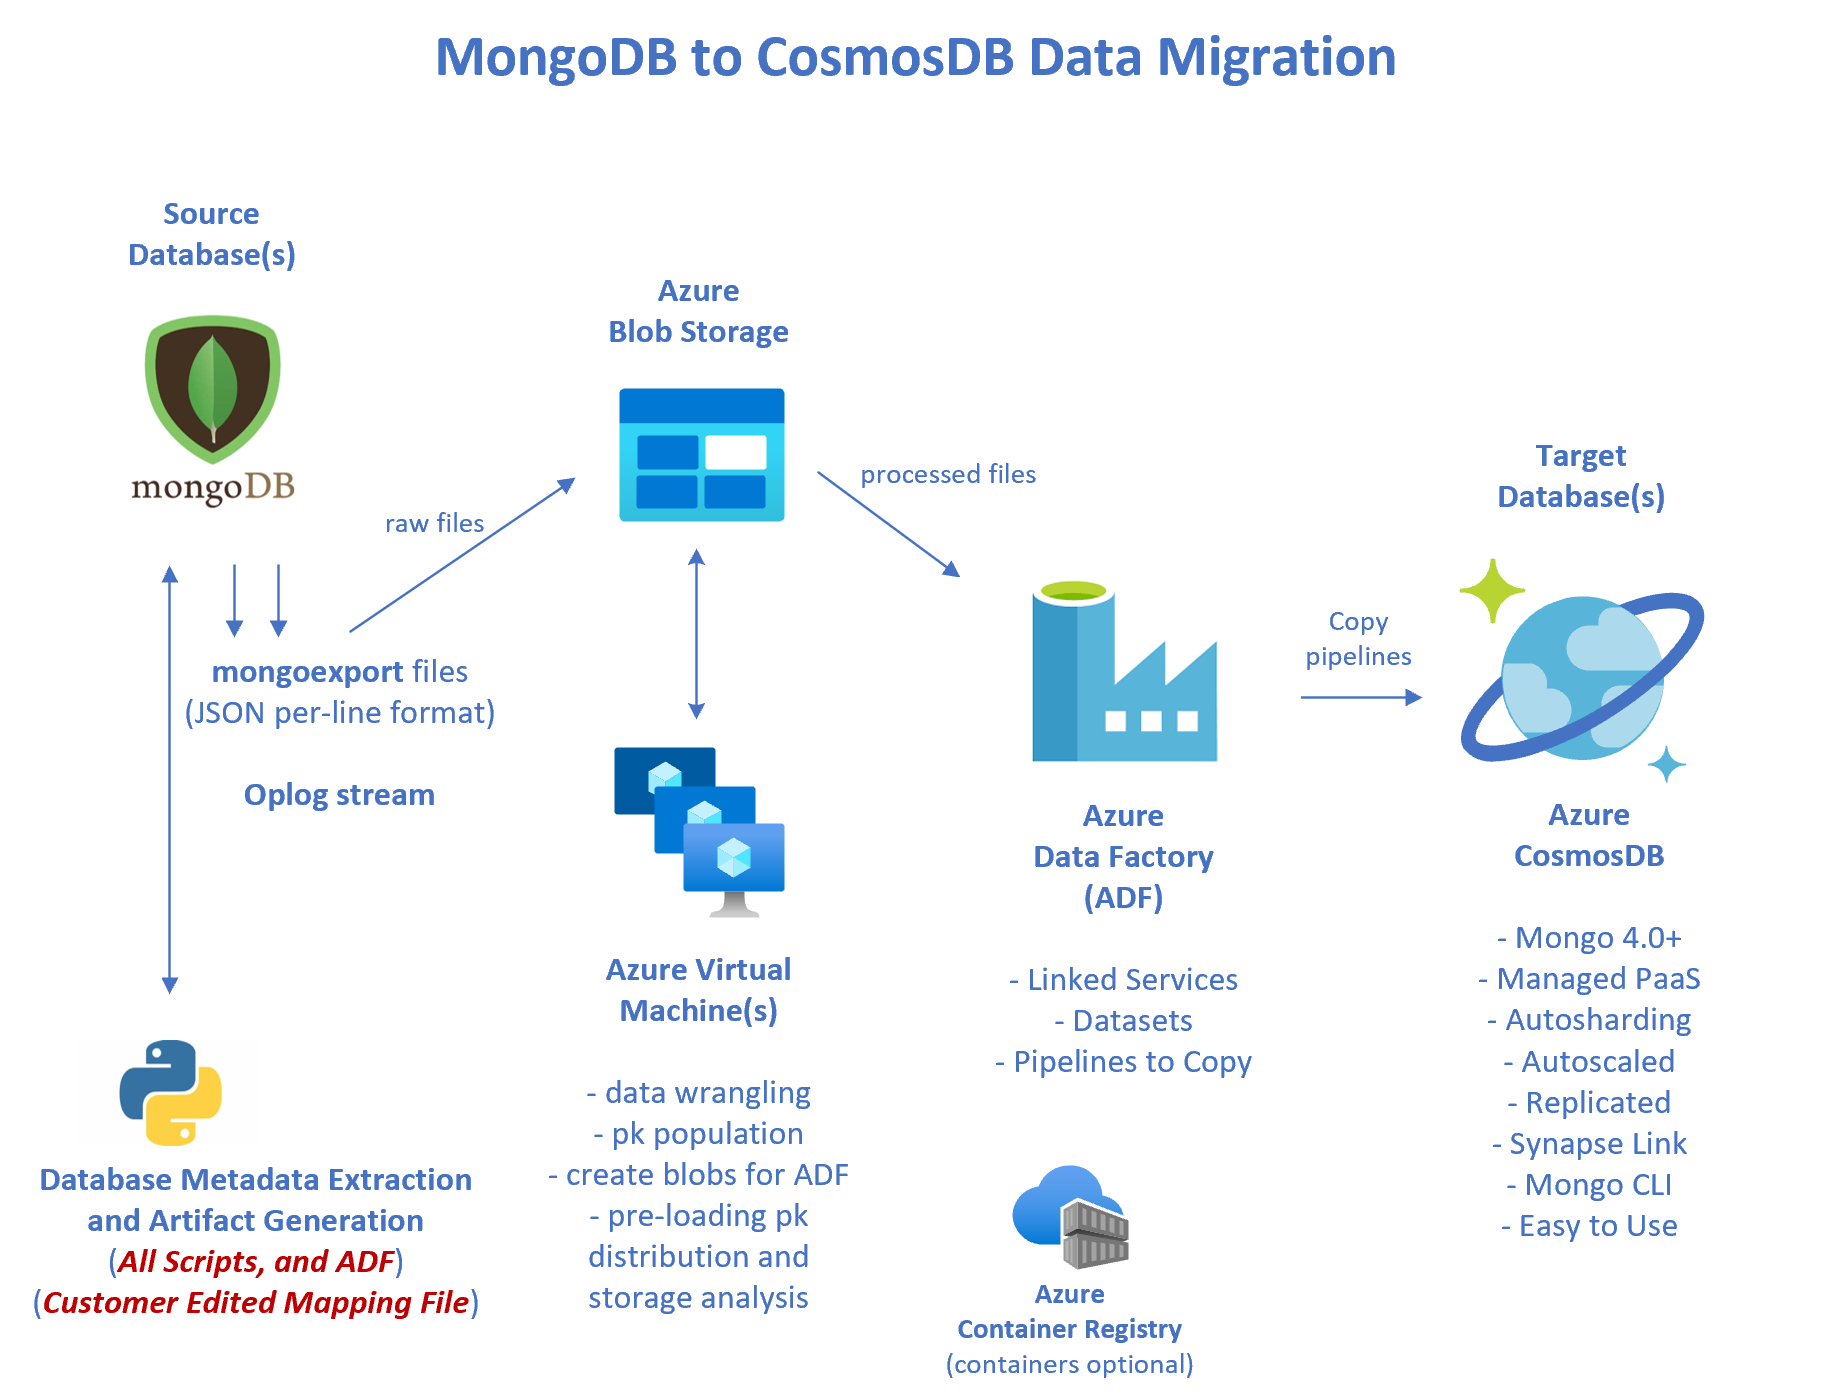 MongoDB to CosmosDB Data Migration
Source
Database(s)
mongoDB
raw files
mongoexport files
(JSON per-line format)
Oplog stream
Database Metadata Extraction
and Artifact Generation
(All Scripts, and ADF)
(Customer Edited Mapping File)
Azure
Blob Storage
processed files
Azure Virtual
Machine(s)
- data wrangling
- pk population
- create blobs for ADF
- pre-loading pk
distribution and
storage analysis
Azure
Data Factory
(ADF)
- Linked Services
- Datasets
- Pipelines to Copy
Azure
Container Registry
(containers optional)
Copy
pipelines
Target
Database(s)
Azure
CosmosDB
- Mongo 4.0+
- Managed PaaS
- Autosharding
- Autoscaled
- Replicated
- Synapse Link
- Mongo CLI
- Easy to Use